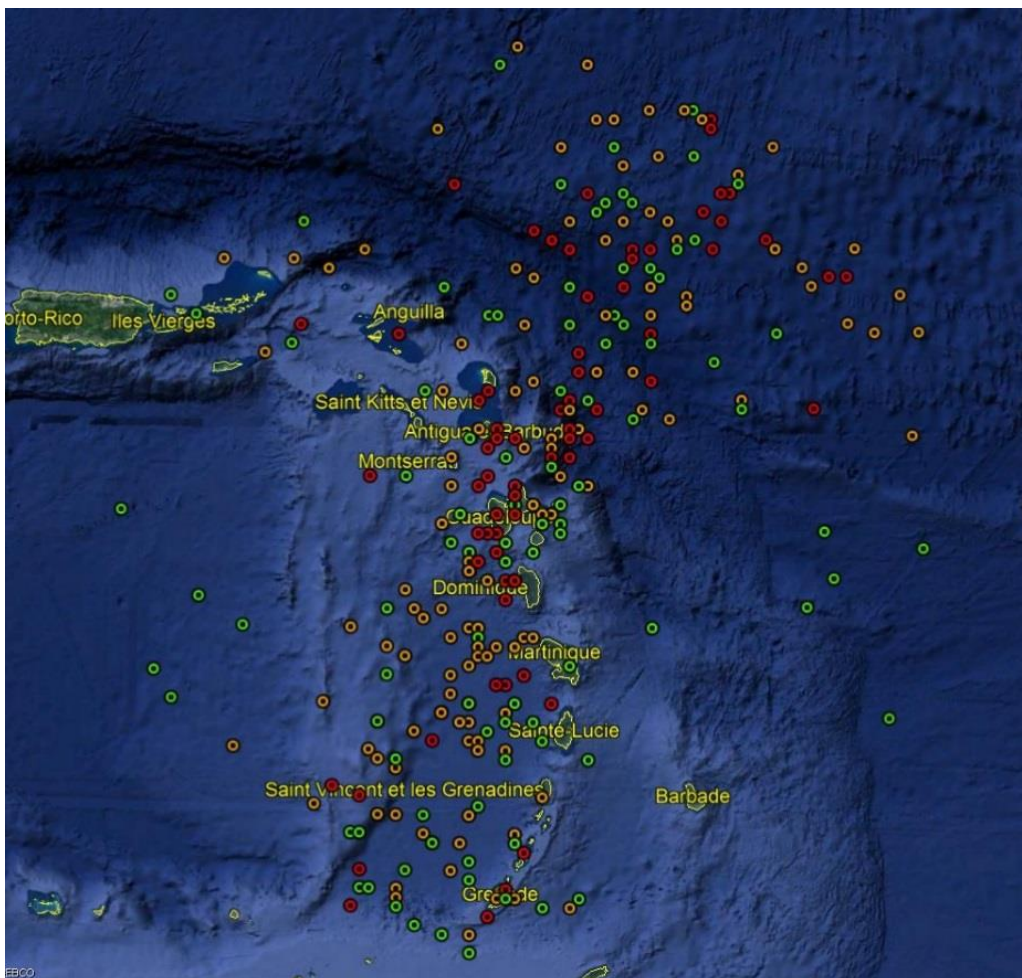 Anguilla
orto-Rico
Iles Vierges
Saint Kitts et Nevis
Antigua et Barbud
Montserrat
Guadeloupe
Dominique
Martinique
Sainte-Lucie
Saint Vincent et les Grenadines
Barbade
Grenade
EBCO